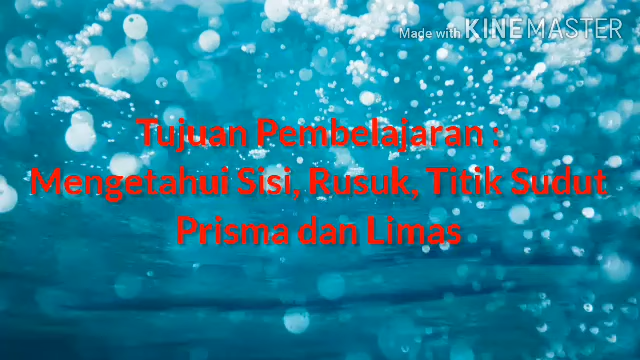 Made with KINEMASTER
Tujuan Pembelajaran :
Mengetahui Sisi, Rusuk, Titik Sudut
Prisma dan Limas